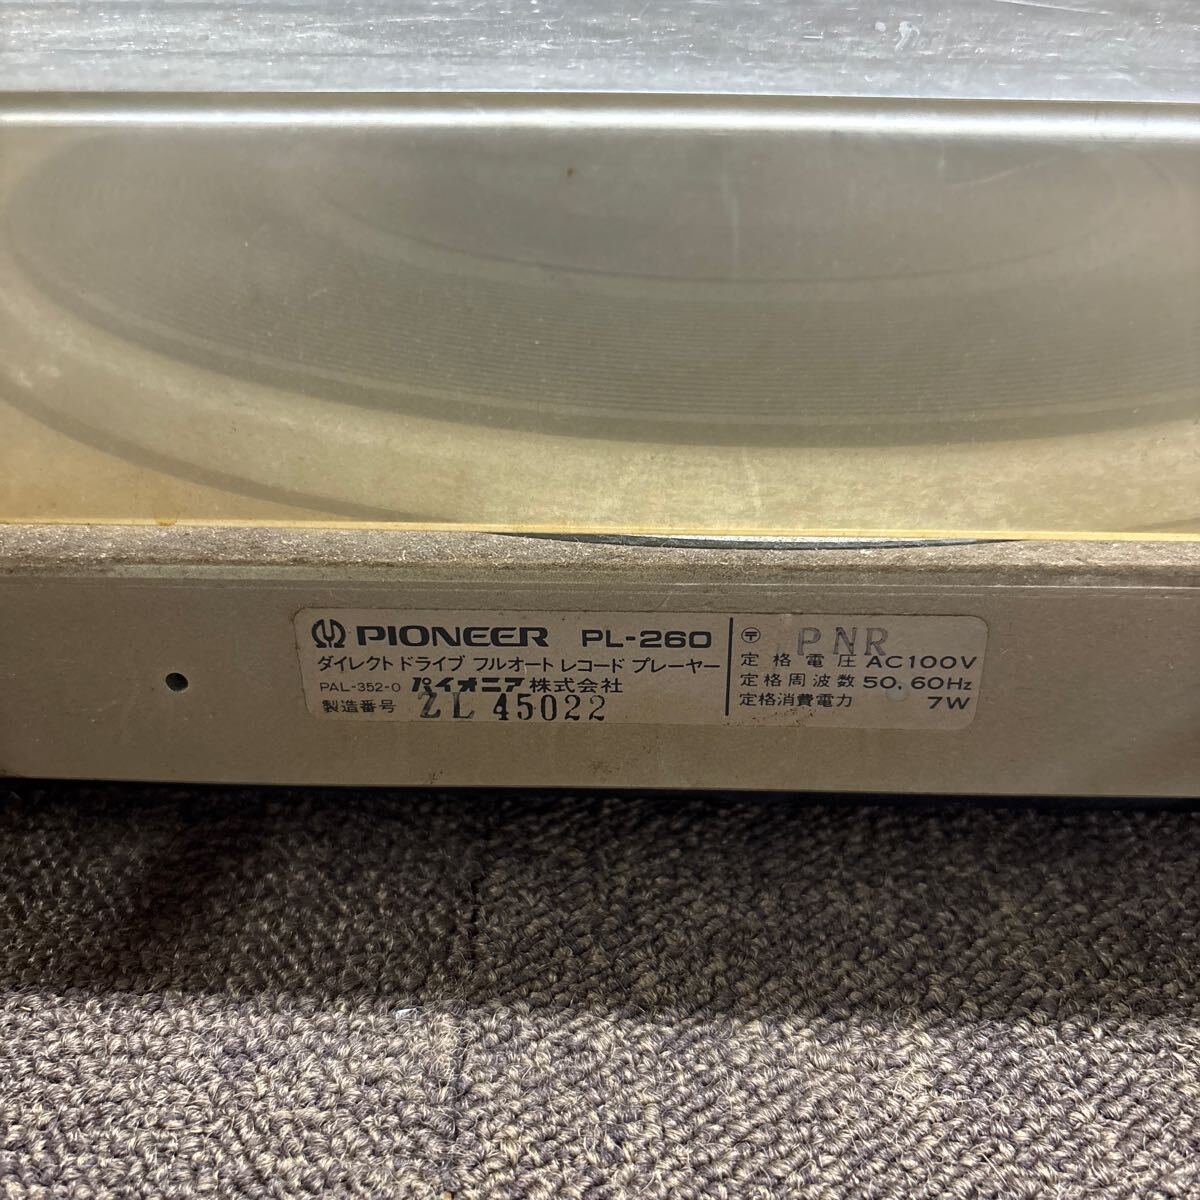 PIONEER PL-260
ダイレクトドライブ フルオートレコード プレーヤー
PAL-352-0 パイオニア株式会社
製造番号 ZL 45022
〒 PNR
定格電圧 AC100V
定格周波数 50, 60Hz
定格消費電力 7W